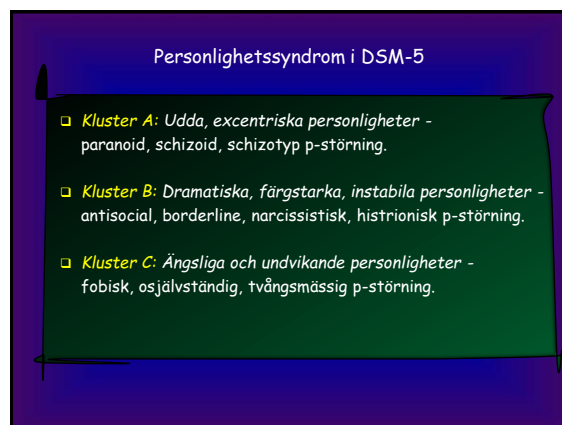 Personlighetssyndrom i DSM-5
Kluster A: Udda, excentriska personligheter -
paranoid, schizoid, schizotyp p-störning.
Kluster B: Dramatiska, färgstarka, instabila personligheter -
antisocial, borderline, narcissistisk, histrionisk p-störning.
Kluster C: Ängsliga och undvikande personligheter -
fobisk, osjälvständig, tvångsmässig p-störning.